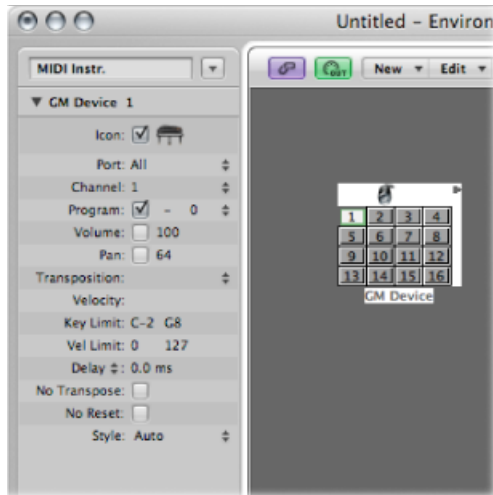 Untitled – Environ
MIDI Instr.
OUT New Edit
GM Device 1
Icon:
Port: All
Channel: 1
Program: – 0
Volume: 100
Pan: 64
Transposition:
Velocity:
Key Limit: C-2 G8
Vel Limit: 0 127
Delay : 0.0 ms
No Transpose:
No Reset:
Style: Auto
1 2 3 4
5 6 7 8
9 10 11 12
13 14 15 16
GM Device